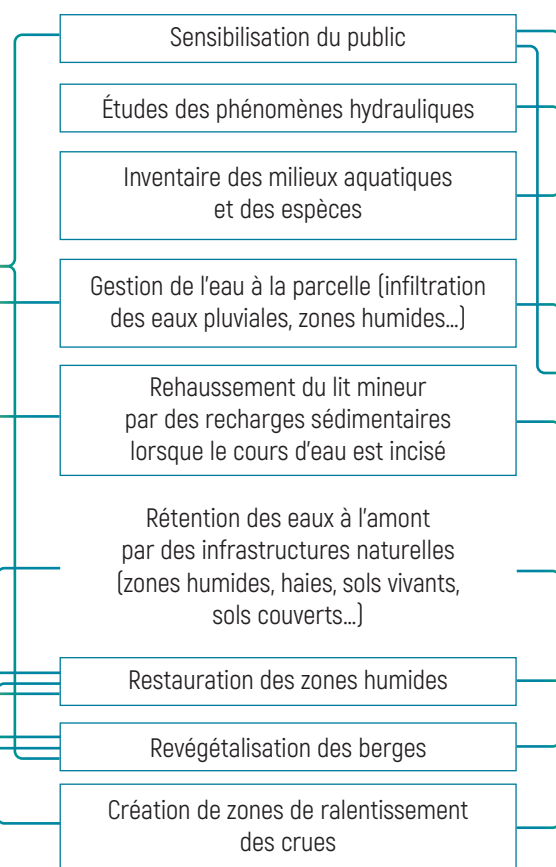 Sensibilisation du public
Études des phénomènes hydrauliques
Inventaire des milieux aquatiques
et des espèces
Gestion de l'eau à la parcelle (infiltration
des eaux pluviales, zones humides...)
Rehaussement du lit mineur
par des recharges sédimentaires
lorsque le cours d'eau est incisé
Rétention des eaux à l'amont
par des infrastructures naturelles
(zones humides, haies, sols vivants,
sols couverts...)
Restauration des zones humides
Revégétalisation des berges
Création de zones de ralentissement
des crues